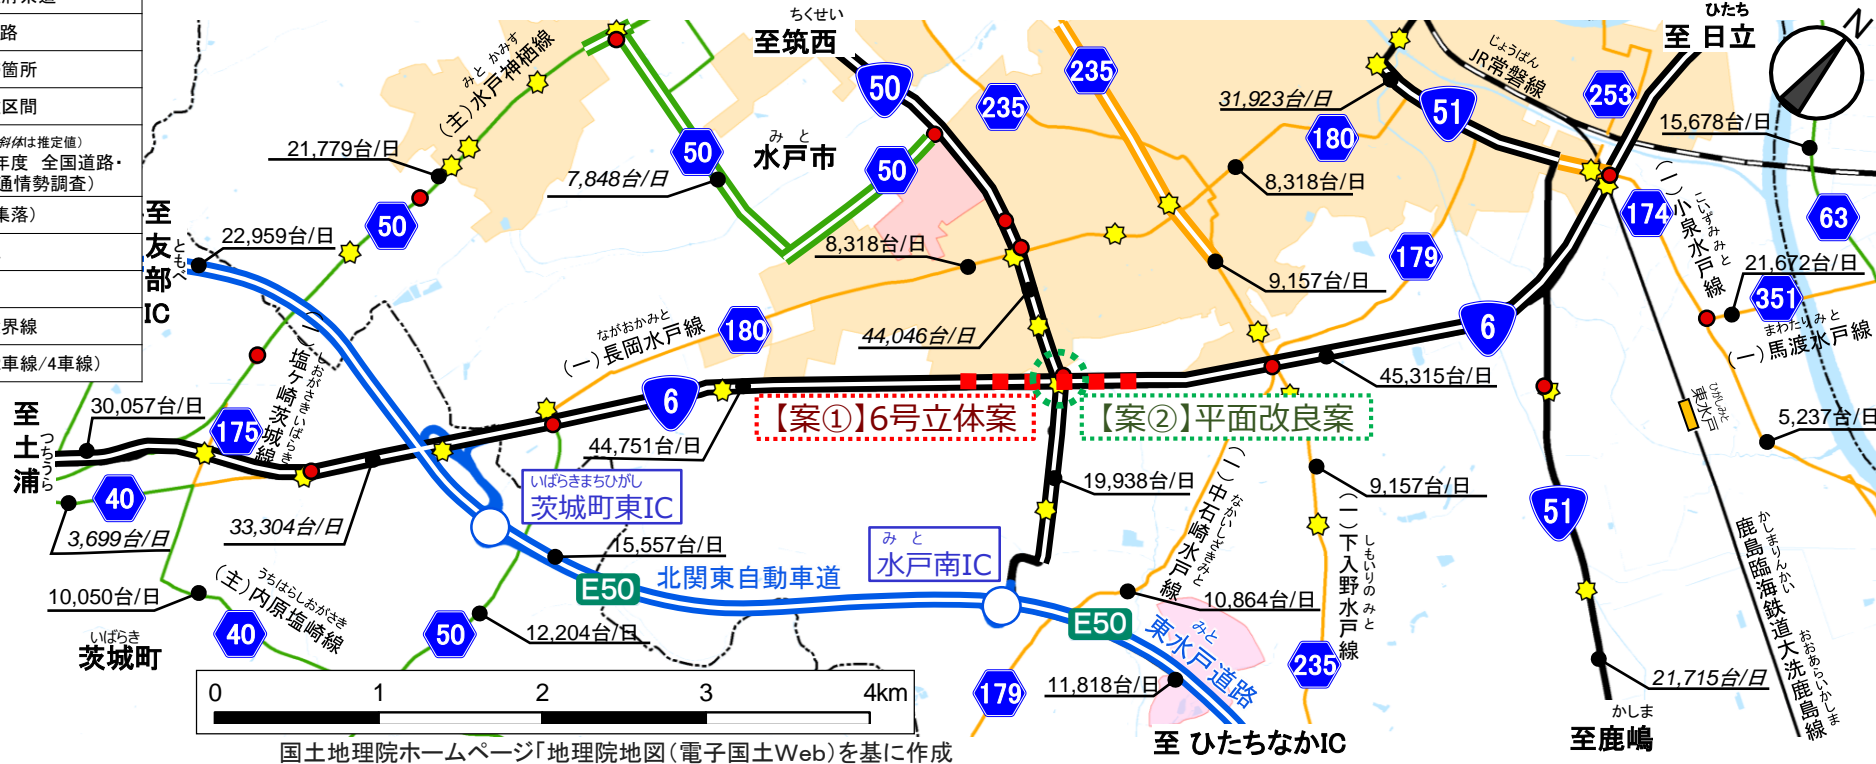 路
箇所
区間
斜体は推定値）
年度 全国道路・
通情勢調査）
集落）
界線
車線/4車線）
ちくせい
至筑西
ひたち
至 日立
N
みと かみす
（主）水戸神栖線
じょうばん
JR常磐線
50
235
235
51
253
180
31,923台/日
15,678台/日
21,779台/日
50
みと
水戸市
50
7,848台/日
8,318台/日
至友部IC
ともべ
22,959台/日
50
8,318台/日
174
（一）小泉水戸線
こいずみみと
63
179
21,672台/日
9,157台/日
351
まわたりみと
（一）馬渡水戸線
ながおかみと
（一）長岡水戸線
180
44,046台/日
6
45,315台/日
（一）塩ヶ崎茨城線
しおがさきいばらき
至土浦
つちうら
30,057台/日
175
6
【案①】6号立体案
【案②】平面改良案
44,751台/日
ひがしみと
東水戸
5,237台/日
40
3,699台/日
33,304台/日
いばらきまちひがし
茨城町東IC
19,938台/日
（一）中石崎水戸線
なかいしざきみと
9,157台/日
51
15,557台/日
みと
水戸南IC
（一）下入野水戸線
しもいりのみと
鹿島臨海鉄道大洗鹿島線
かしまりんかい
おおあらいかしま
E50
北関東自動車道
10,050台/日
うちはらしおがさき
（主）内原塩崎線
40
50
12,204台/日
10,864台/日
E50
みと
東水戸道路
いばらき
茨城町
235
179
11,818台/日
21,715台/日
0 1 2 3 4km
かしま
至鹿嶋
至 ひたちなかIC
国土地理院ホームページ「地理院地図（電子国土Web）を基に作成